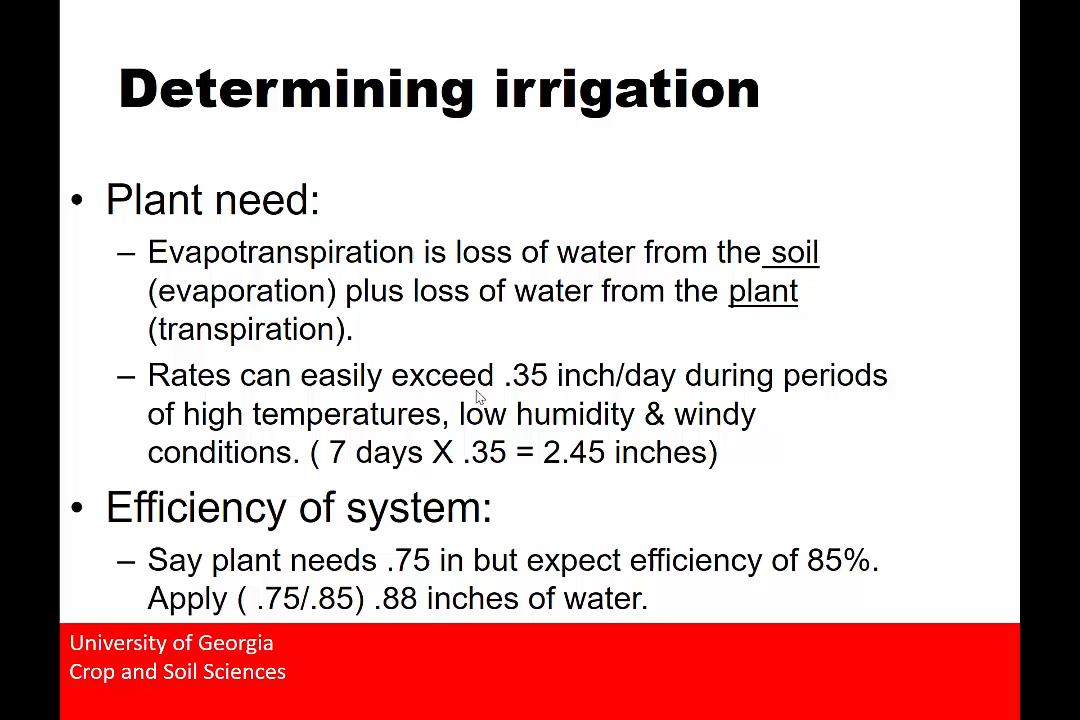 Determining irrigation
• Plant need:
– Evapotranspiration is loss of water from the soil
(evaporation) plus loss of water from the plant
(transpiration).
– Rates can easily exceed .35 inch/day during periods
of high temperatures, low humidity & windy
conditions. ( 7 days X .35 = 2.45 inches)
• Efficiency of system:
– Say plant needs .75 in but expect efficiency of 85%.
Apply ( .75/.85) .88 inches of water.
University of Georgia
Crop and Soil Sciences